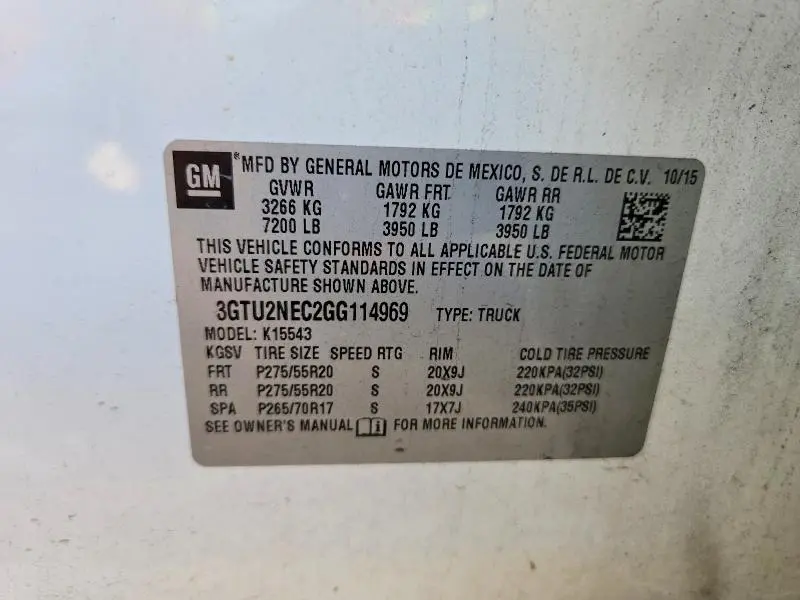 GM
® MFD BY GENERAL MOTORS DE MEXICO, S. DE R.L. DE C.V. 10/15
GVWR GAWR FRT GAWR RR
3266 KG 1792 KG 1792 KG
7200 LB 3950 LB 3950 LB
THIS VEHICLE CONFORMS TO ALL APPLICABLE U.S. FEDERAL MOTOR
VEHICLE SAFETY STANDARDS IN EFFECT ON THE DATE OF
MANUFACTURE SHOWN ABOVE.
3GTU2NEC2GG114969 TYPE: TRUCK
MODEL: K15543
KGSV TIRE SIZE SPEED RTG RIM COLD TIRE PRESSURE
FRT P275/55R20 S 20X9J 220KPA(32PSI)
RR P275/55R20 S 20X9J 220KPA(32PSI)
SPA P265/70R17 S 17X7J 240KPA(35PSI)
SEE OWNER'S MANUAL FOR MORE INFORMATION.